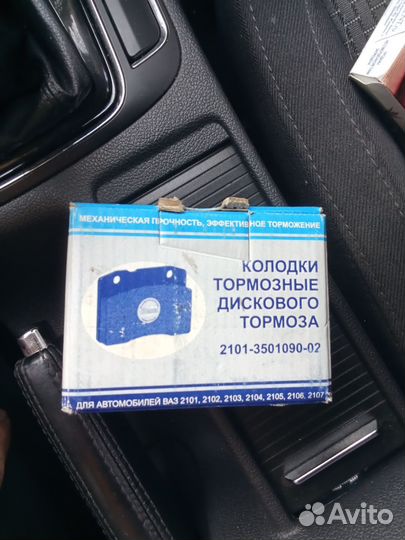 МЕХАНИЧЕСКАЯ ПРОЧНОСТЬ, ЭФФЕКТИВНОЕ ТОРМОЖЕНИЕ
КОЛОДКИ
ТОРМОЗНЫЕ
ДИСКОВОГО
ТОРМОЗА
2101-3501090-02
ДЛЯ АВТОМОБИЛЕЙ ВАЗ 2101, 2102, 2103, 2104, 2105, 2106, 2107
Avito